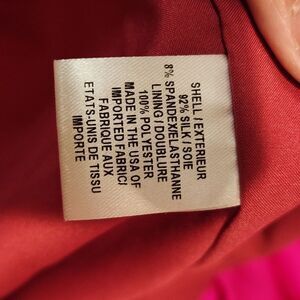 SHELL / EXTERIEUR
92% SILK / SOIE
8% SPANDEX/ELASTHANNE
LINING / DOUBLURE
100% POLYESTER
MADE IN THE USA OF
IMPORTED FABRIC/
FABRIQUE AUX
ETATS-UNIS DE TISSU
IMPORTE